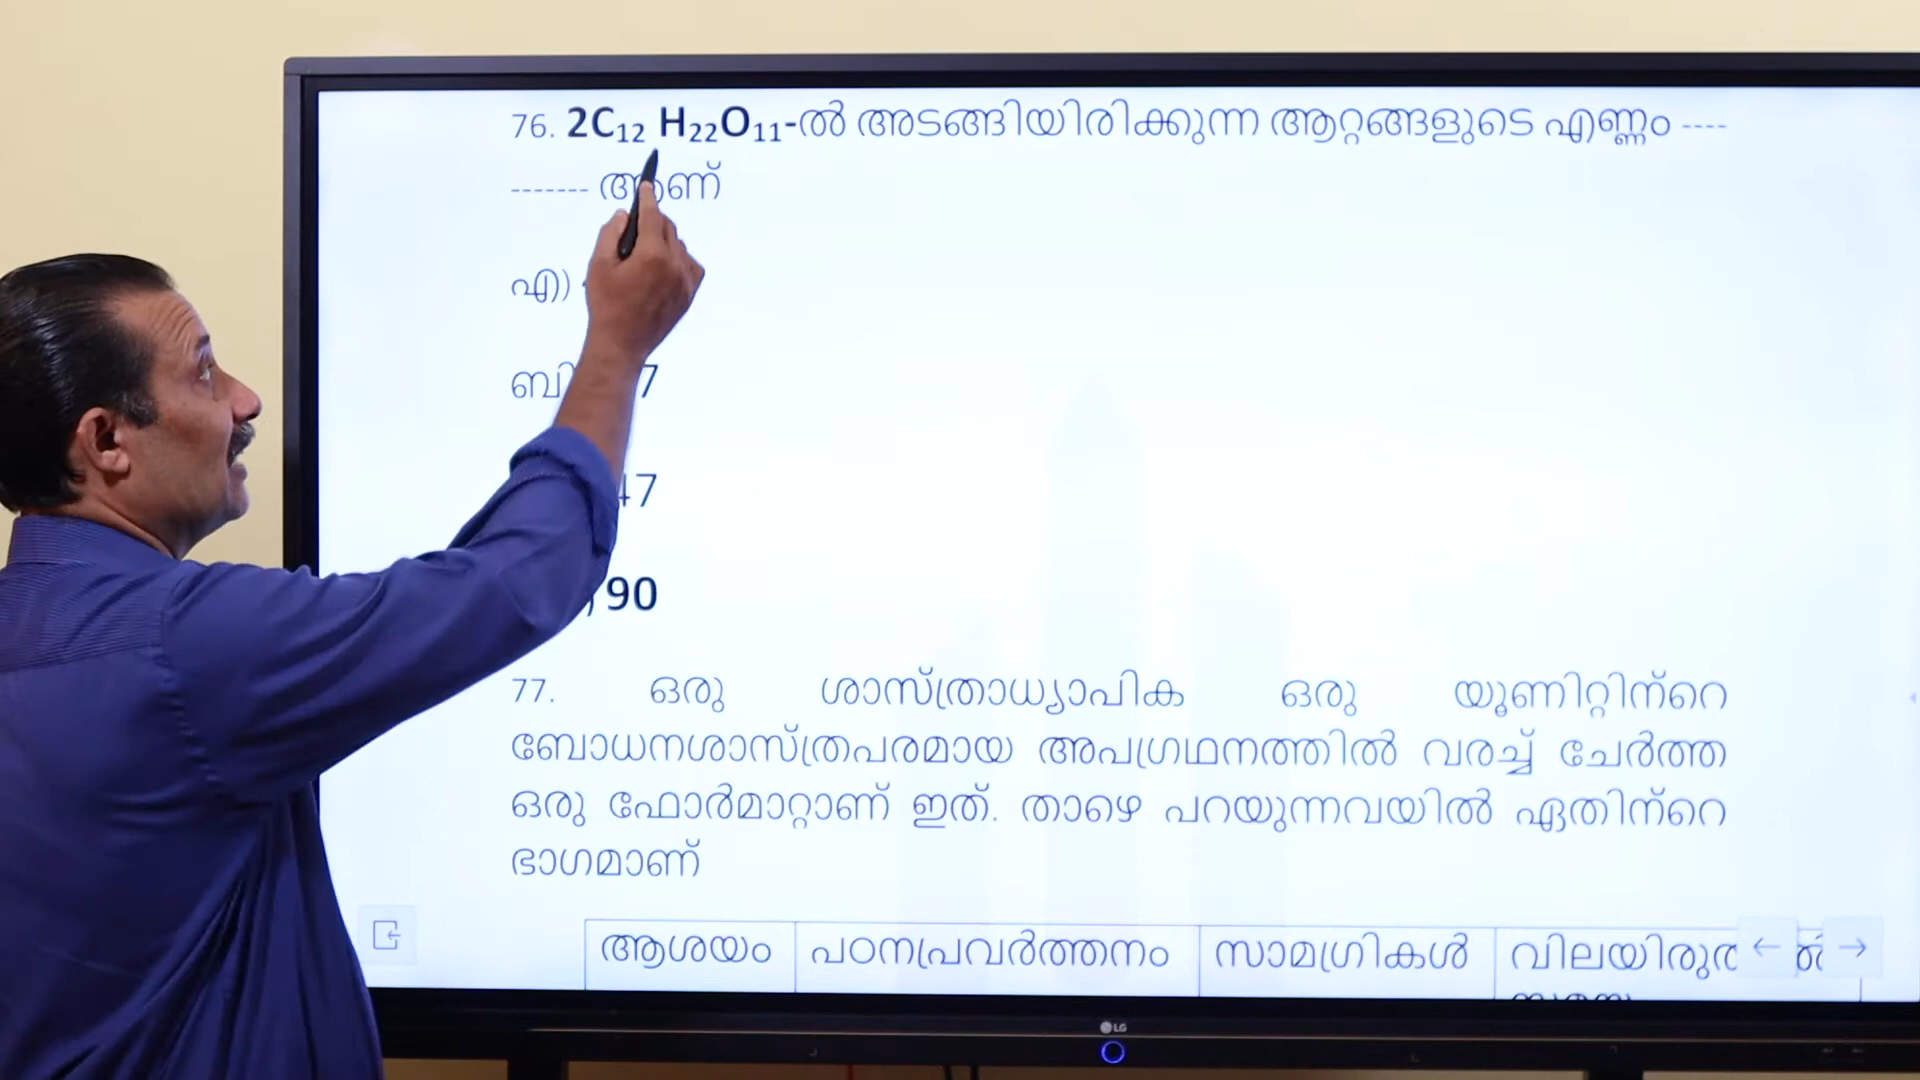 76. 2C₁₂ H₂₂O₁₁-ൽ അടങ്ങിയിരിക്കുന്ന ആറ്റങ്ങളുടെ എണ്ണം ----
------- ആണ്
എ)
ബി 7
47
90
77. ഒരു ശാസ്ത്രാധ്യാപിക ഒരു യൂണിറ്റിന്റെ
ബോധനശാസ്ത്രപരമായ അപഗ്രഥനത്തിൽ വരച്ച് ചേർത്ത
ഒരു ഫോർമാറ്റാണ് ഇത്. താഴെ പറയുന്നവയിൽ ഏതിന്റെ
ഭാഗമാണ്
ആശയം പഠനപ്രവർത്തനം സാമഗ്രികൾ
LG